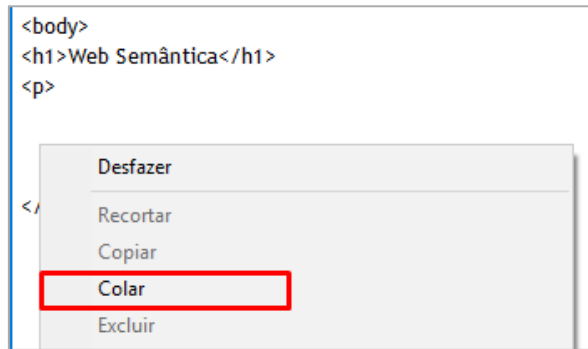 <body>
<h1>Web Semântica</h1>
<p>
Desfazer
</
Recortar
Copiar
Colar
Excluir